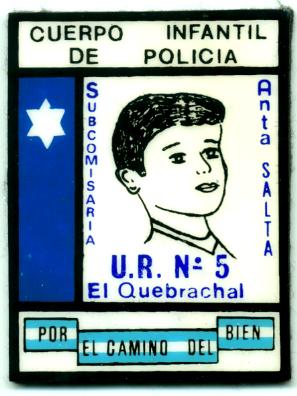 CUERPO INFANTIL
DE POLICIA
SUBCOMISARIA
Anta SALTA
U.R. Nº 5
El Quebrachal
POR EL CAMINO DEL BIEN